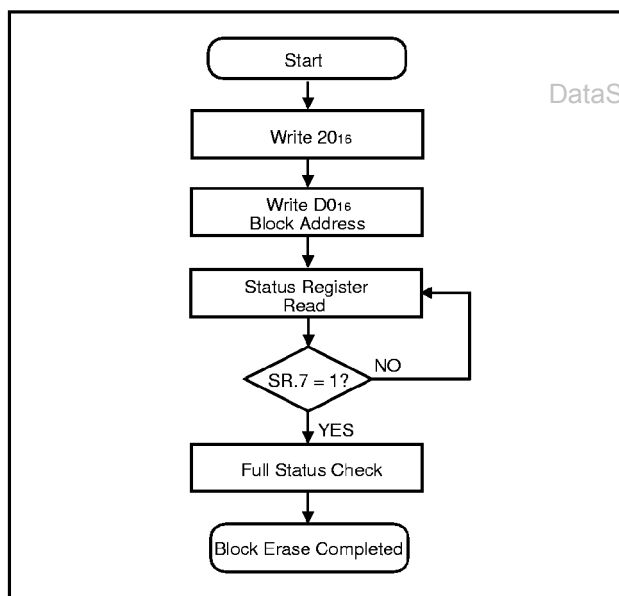 Start
DataS
Write 20₁₆
Write D0₁₆
Block Address
Status Register
Read
NO
SR.7 = 1?
YES
Full Status Check
Block Erase Completed